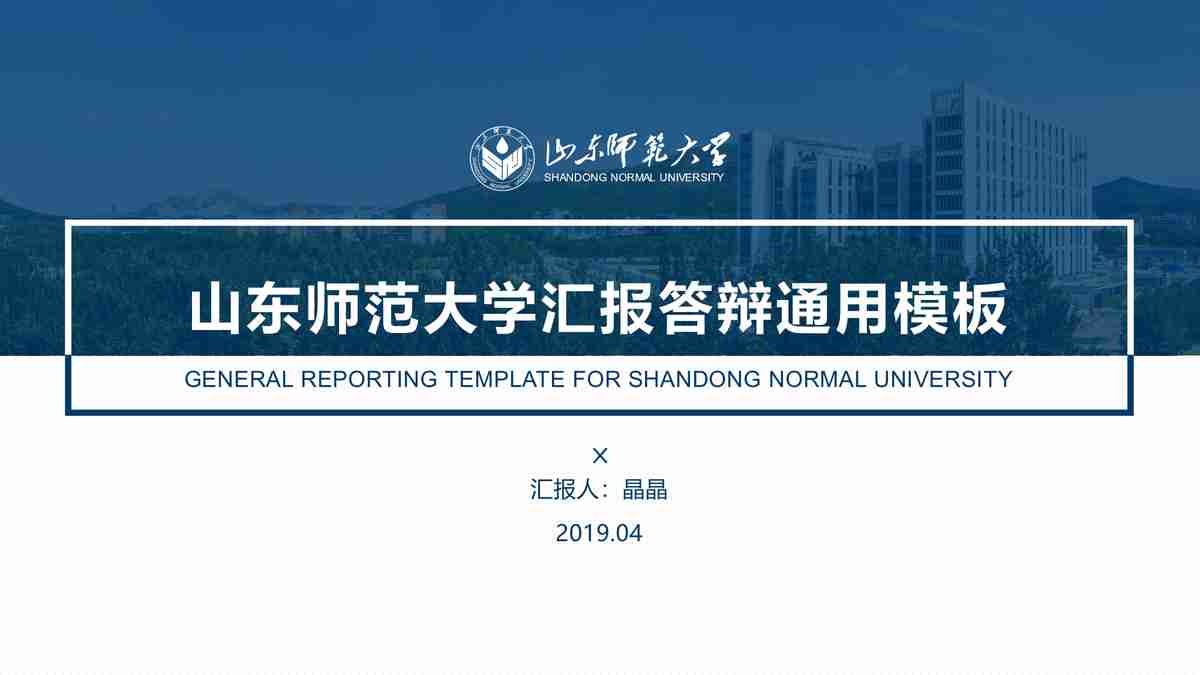 山东师范大学
SHANDONG NORMAL UNIVERSITY
山东师范大学汇报答辩通用模板
GENERAL REPORTING TEMPLATE FOR SHANDONG NORMAL UNIVERSITY
X
汇报人：晶晶
2019.04